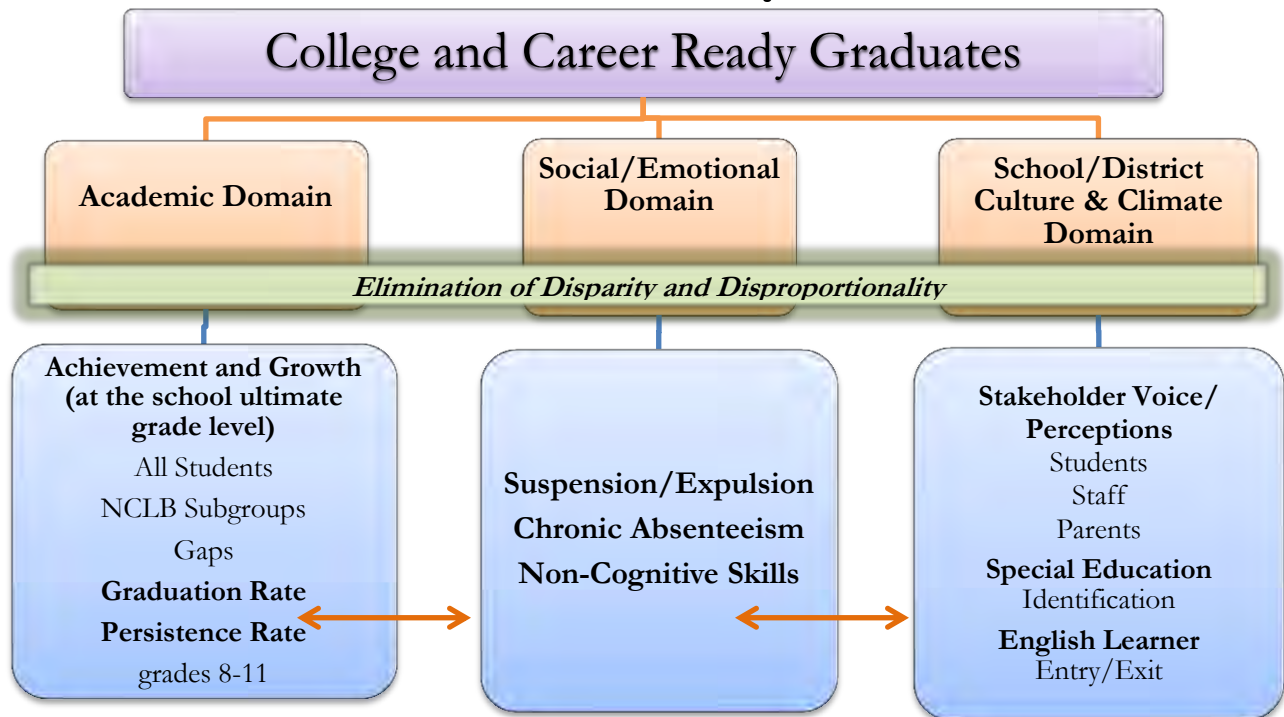 College and Career Ready Graduates
Academic Domain
Social/Emotional
Domain
School/District
Culture & Climate
Domain
Elimination of Disparity and Disproportionality
Achievement and Growth
(at the school ultimate
grade level)
All Students
NCLB Subgroups
Gaps
Graduation Rate
Persistence Rate
grades 8-11
Suspension/Expulsion
Chronic Absenteeism
Non-Cognitive Skills
Stakeholder Voice/
Perceptions
Students
Staff
Parents
Special Education
Identification
English Learner
Entry/Exit